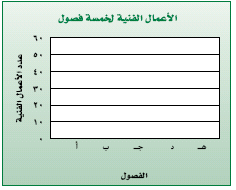 الأعمال الفنية لخمسة فصول
عدد الأعمال الفنية
٦٠
٥٠
٤٠
٣٠
٢٠
١٠
٠
أ ب جـ د هـ
الفصول